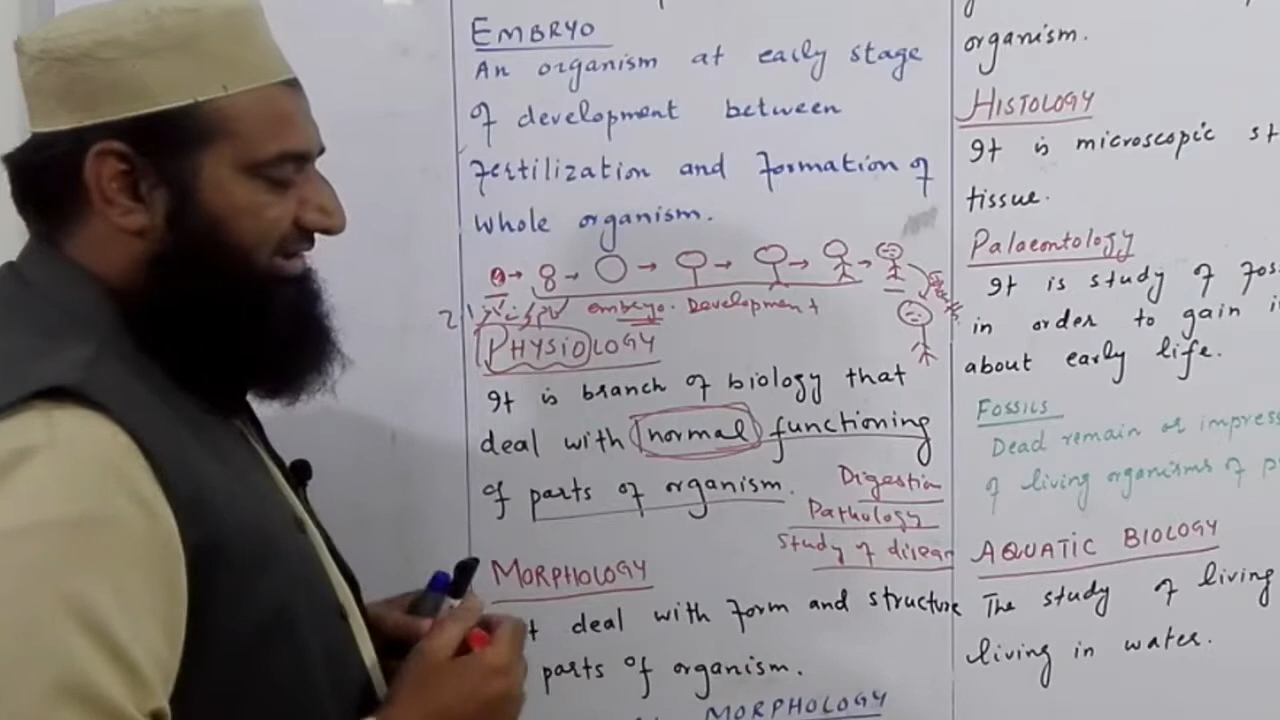 EMBRYO
An organism at early stage
of development between
fertilization and formation of
whole organism.
embryo. Development
PHYSIOLOGY
It is branch of biology that
deal with normal functioning
of parts of organism.
Digestion
Pathology
Study of diseas
MORPHOLOGY
deal with form and structure
parts of organism.
MORPHOLOGY
organism.
HISTOLOGY
It is microscopic st
tissue.
Palaeontology
It is study of fos
in order to gain i
about early life.
FOSSILS
Dead remain or impress
of living organisms of p
AQUATIC BIOLOGY
The study of living
living in water.